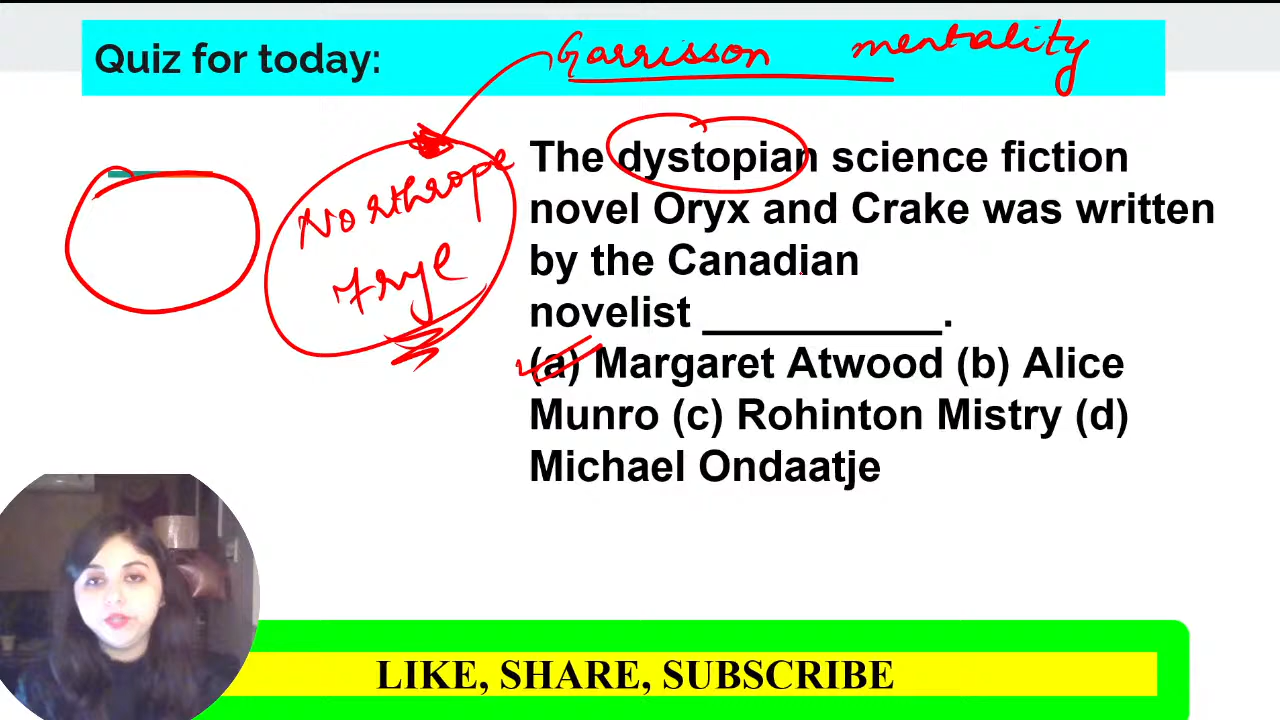 Quiz for today:
Garrisson mentality
Northrope
Frye
The dystopian science fiction
novel Oryx and Crake was written
by the Canadian
novelist __________.
(a) Margaret Atwood (b) Alice
Munro (c) Rohinton Mistry (d)
Michael Ondaatje
LIKE, SHARE, SUBSCRIBE